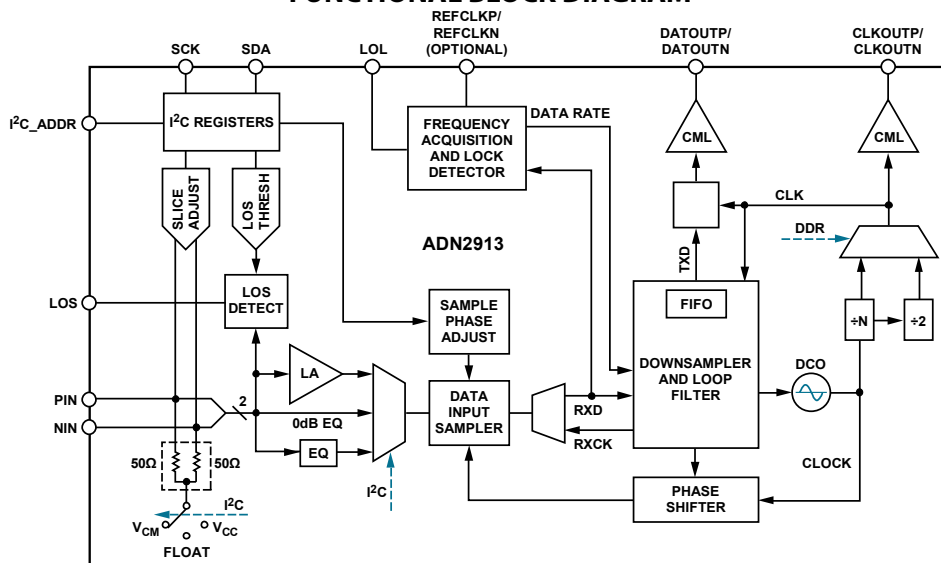 FUNCTIONAL BLOCK DIAGRAM
REFCLKP/
REFCLKN
(OPTIONAL)
SCK
SDA
LOL
DATOUTP/
DATOUTN
CLKOUTP/
CLKOUTN
I²C_ADDR
I²C REGISTERS
FREQUENCY
ACQUISITION
AND LOCK
DETECTOR
DATA RATE
CML
CML
SLICE
ADJUST
LOS
THRESH
CLK
DDR
ADN2913
TXD
LOS
LOS
DETECT
SAMPLE
PHASE
ADJUST
FIFO
÷N
÷2
LA
DOWNSAMPLER
AND LOOP
FILTER
DCO
PIN
NIN
2
0dB EQ
DATA
INPUT
SAMPLER
RXD
RXCK
EQ
50Ω
50Ω
I²C
CLOCK
PHASE
SHIFTER
I²C
VCM
VCC
FLOAT